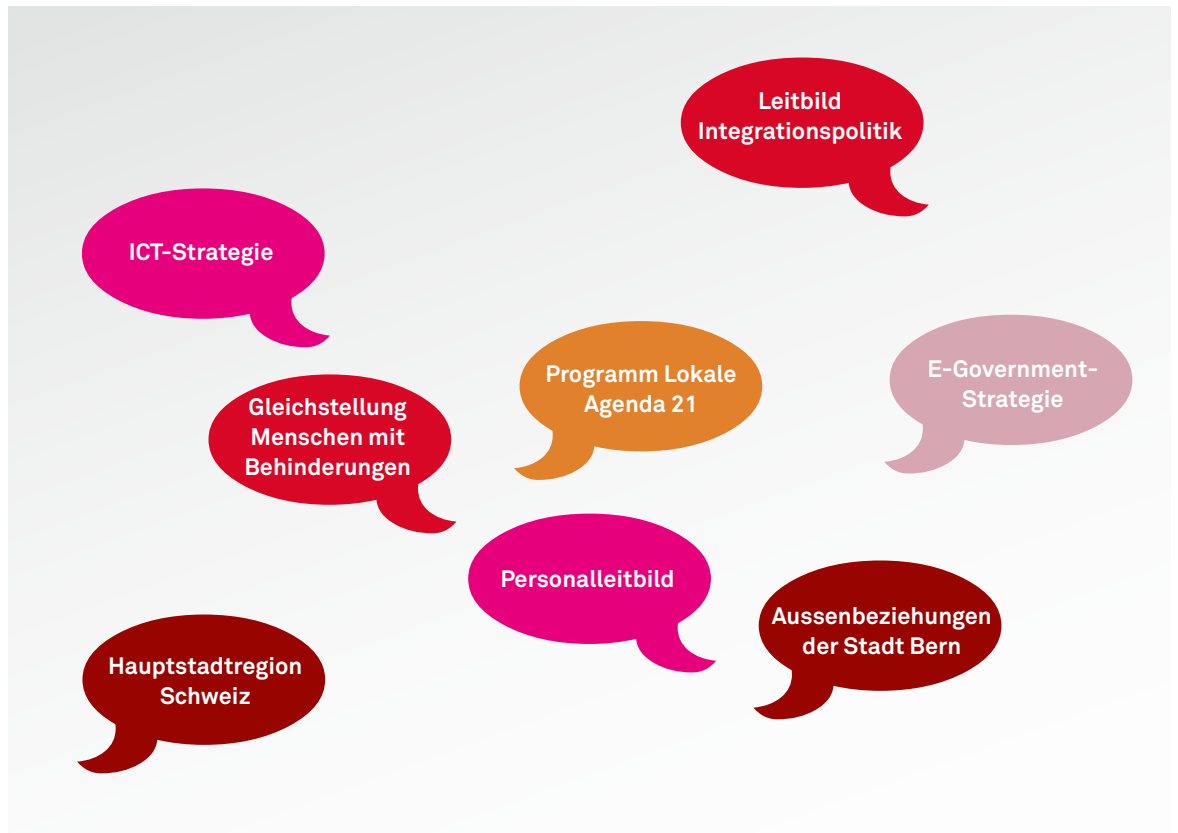 Leitbild
Integrationspolitik
ICT-Strategie
Programm Lokale
Agenda 21
E-Government-
Strategie
Gleichstellung
Menschen mit
Behinderungen
Personalleitbild
Aussenbeziehungen
der Stadt Bern
Hauptstadtregion
Schweiz